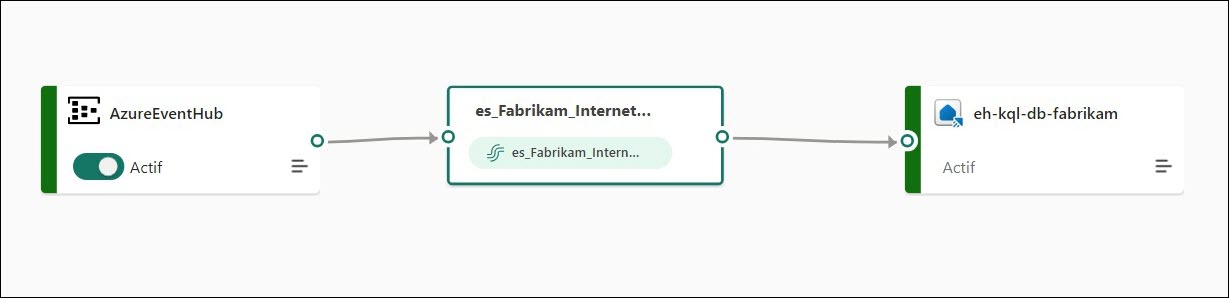 AzureEventHub
Actif
es_Fabrikam_Internet...
es_Fabrikam_Intern...
eh-kql-db-fabrikam
Actif